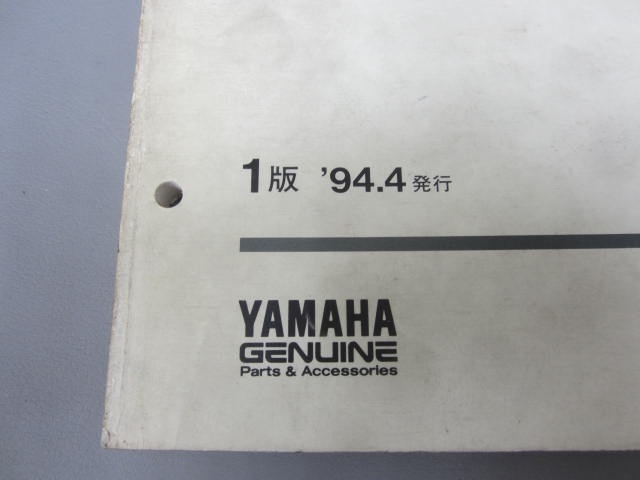 1版 ’94.4発行
YAMAHA
GENUINE
Parts & Accessories